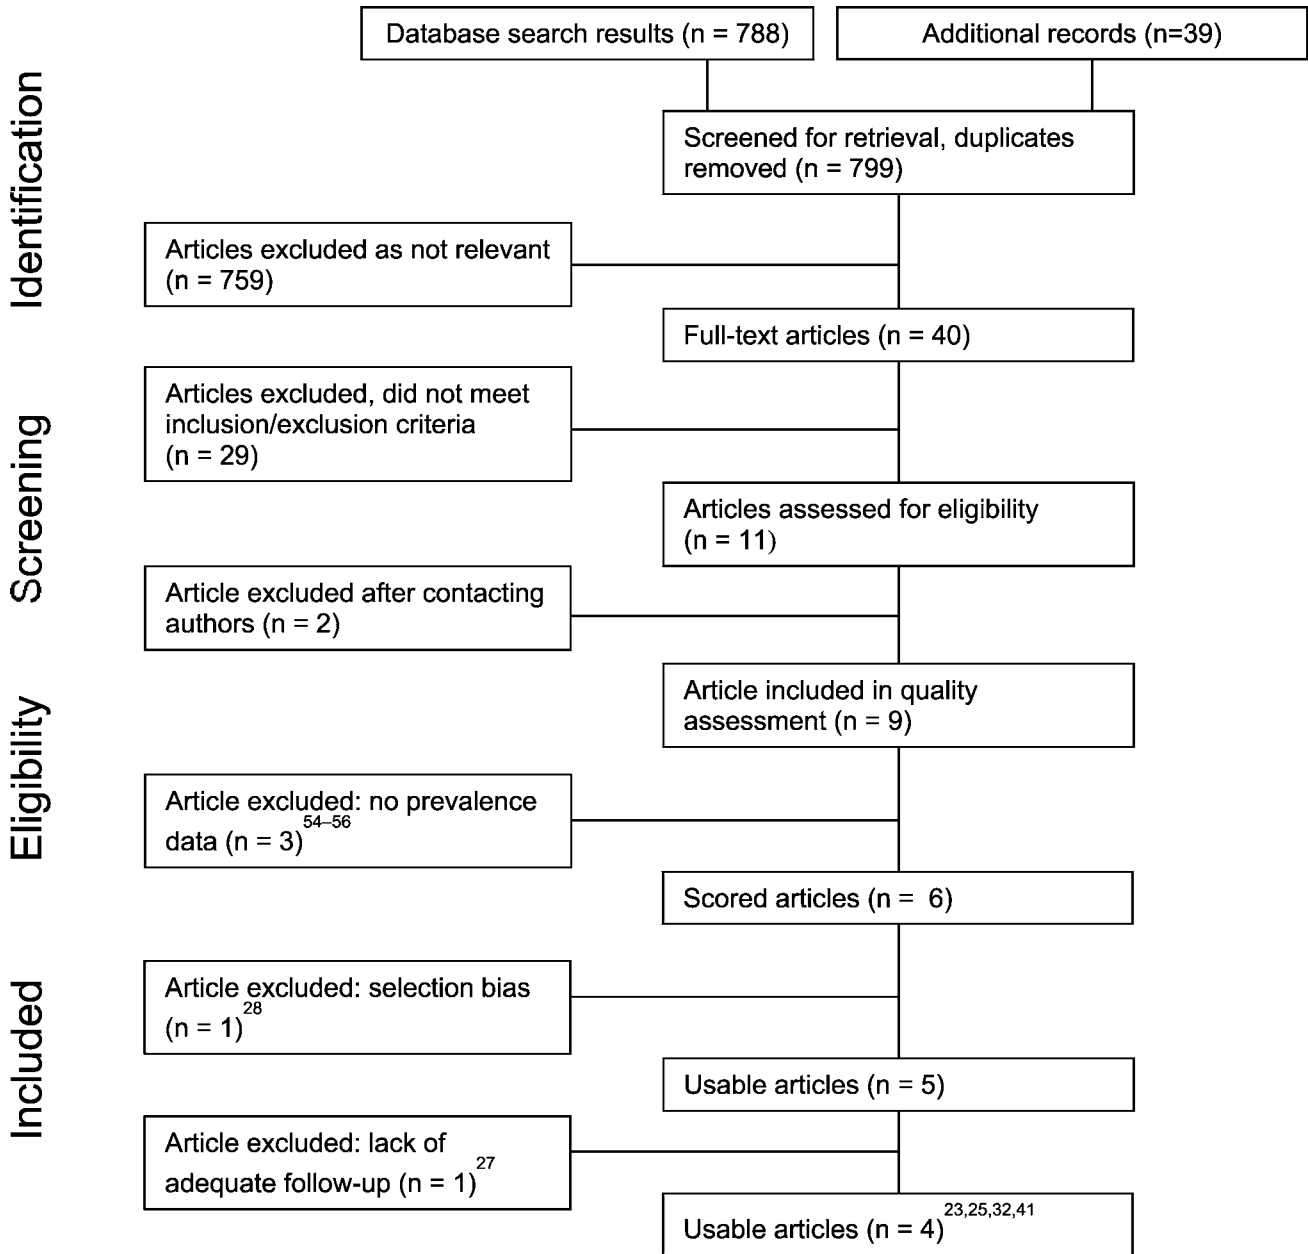 Database search results (n = 788)
Additional records (n=39)
Identification
Screened for retrieval, duplicates
removed (n = 799)
Articles excluded as not relevant
(n = 759)
Full-text articles (n = 40)
Screening
Articles excluded, did not meet
inclusion/exclusion criteria
(n = 29)
Articles assessed for eligibility
(n = 11)
Article excluded after contacting
authors (n = 2)
Eligibility
Article included in quality
assessment (n = 9)
Article excluded: no prevalence
data (n = 3)54–56
Scored articles (n =  6)
Included
Article excluded: selection bias
(n = 1)28
Usable articles (n = 5)
Article excluded: lack of
adequate follow-up (n = 1)27
Usable articles (n = 4)23,25,32,41